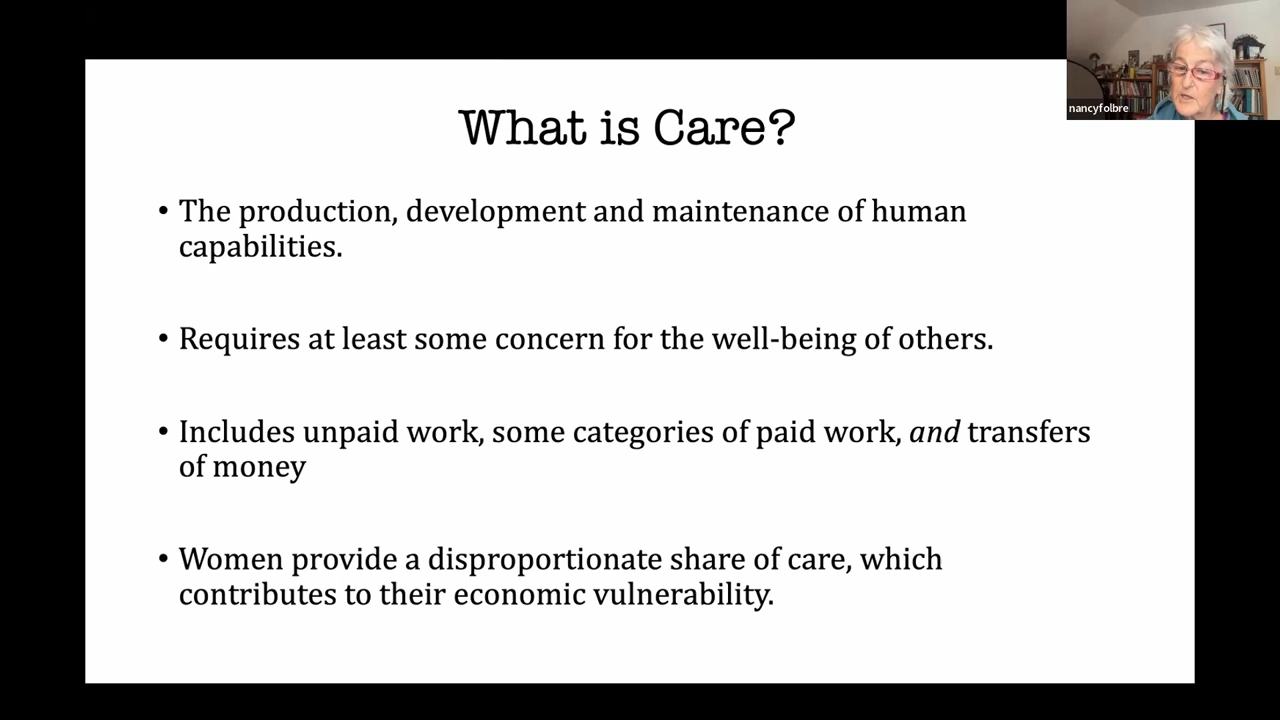 What is Care?
• The production, development and maintenance of human
capabilities.
• Requires at least some concern for the well-being of others.
• Includes unpaid work, some categories of paid work, and transfers
of money
• Women provide a disproportionate share of care, which
contributes to their economic vulnerability.
nancyfolbre